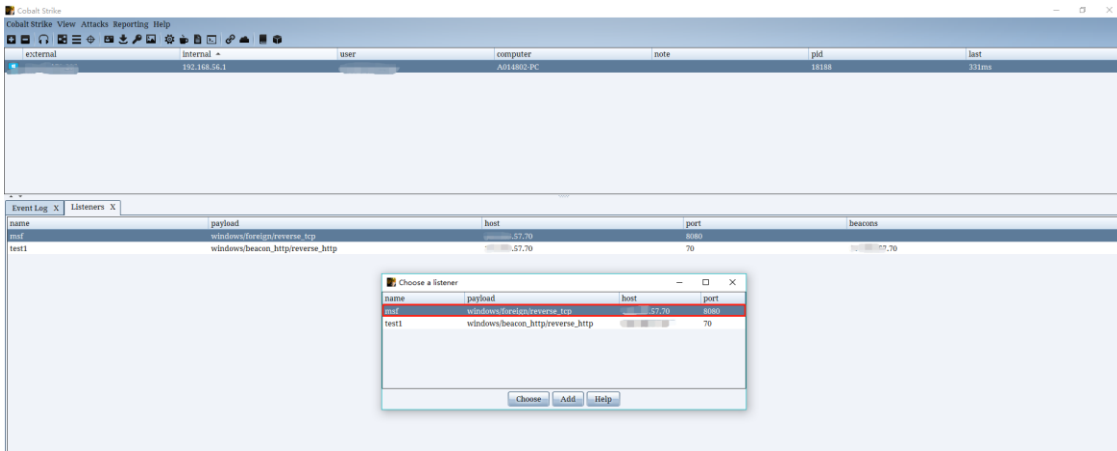 Cobalt Strike
Cobalt Strike View Attacks Reporting Help
external internal user computer note pid last
192.168.56.1 A014802-PC 18188 331ms
Event Log X Listeners X
name payload host port beacons
msf windows/foreign/reverse_tcp .57.70 8080
test1 windows/beacon_http/reverse_http .57.70 70 .70
Choose a listener
name payload host port
msf windows/foreign/reverse_tcp .57.70 8080
test1 windows/beacon_http/reverse_http 70
Choose Add Help